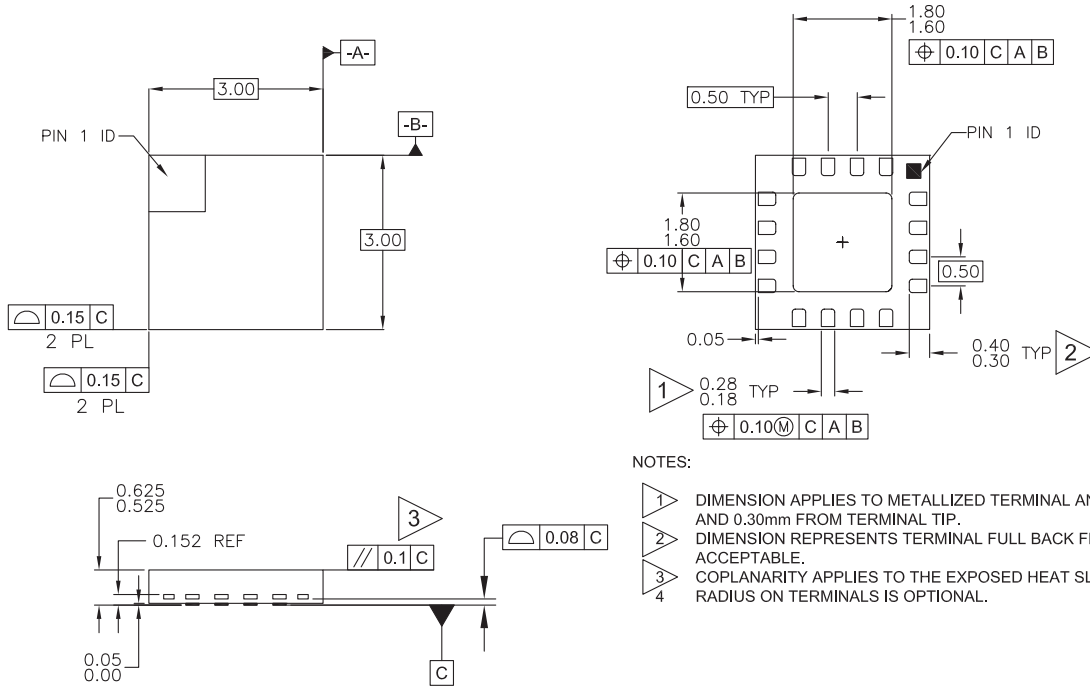 -A-
3.00
PIN 1 ID
-B-
3.00
⌓ 0.15 C
2 PL
⌓ 0.15 C
2 PL
1.80
1.60
⌖ 0.10 C A B
0.50 TYP
PIN 1 ID
1.80
1.60
⌖ 0.10 C A B
0.50
0.05
0.40
0.30 TYP 2
1 0.28
0.18 TYP
⌖ 0.10Ⓜ C A B
0.625
0.525
0.152 REF
3
// 0.1 C
⌓ 0.08 C
0.05
0.00
C
NOTES:
1 DIMENSION APPLIES TO METALLIZED TERMINAL
AND 0.30mm FROM TERMINAL TIP.
2 DIMENSION REPRESENTS TERMINAL FULL BACK
ACCEPTABLE.
3 COPLANARITY APPLIES TO THE EXPOSED HEAT
4 RADIUS ON TERMINALS IS OPTIONAL.